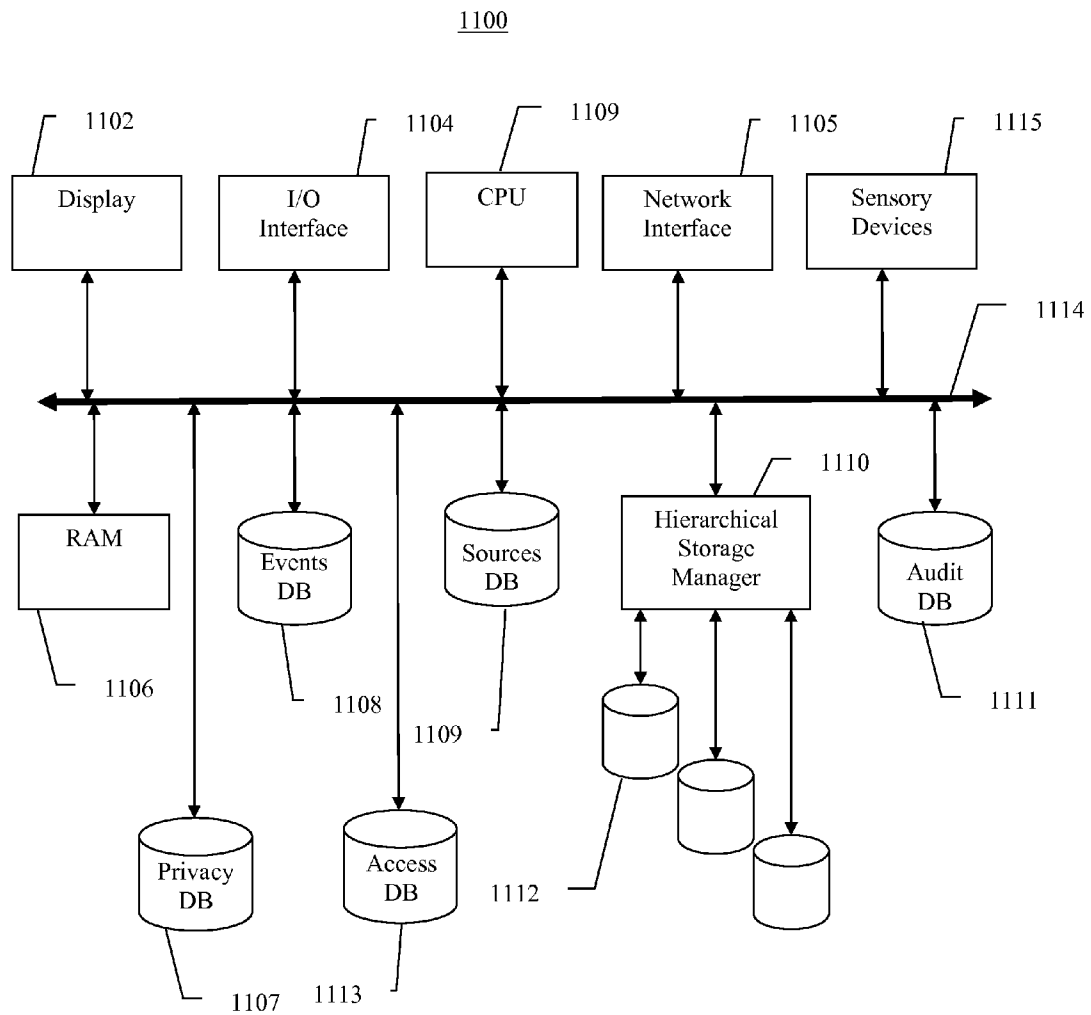 1100
1102
1104
1109
1105
1115
Display
I/O
Interface
CPU
Network
Interface
Sensory
Devices
1114
1110
RAM
Events
DB
Sources
DB
Hierarchical
Storage
Manager
Audit
DB
1106
1108
1109
1111
Privacy
DB
Access
DB
1112
1107
1113